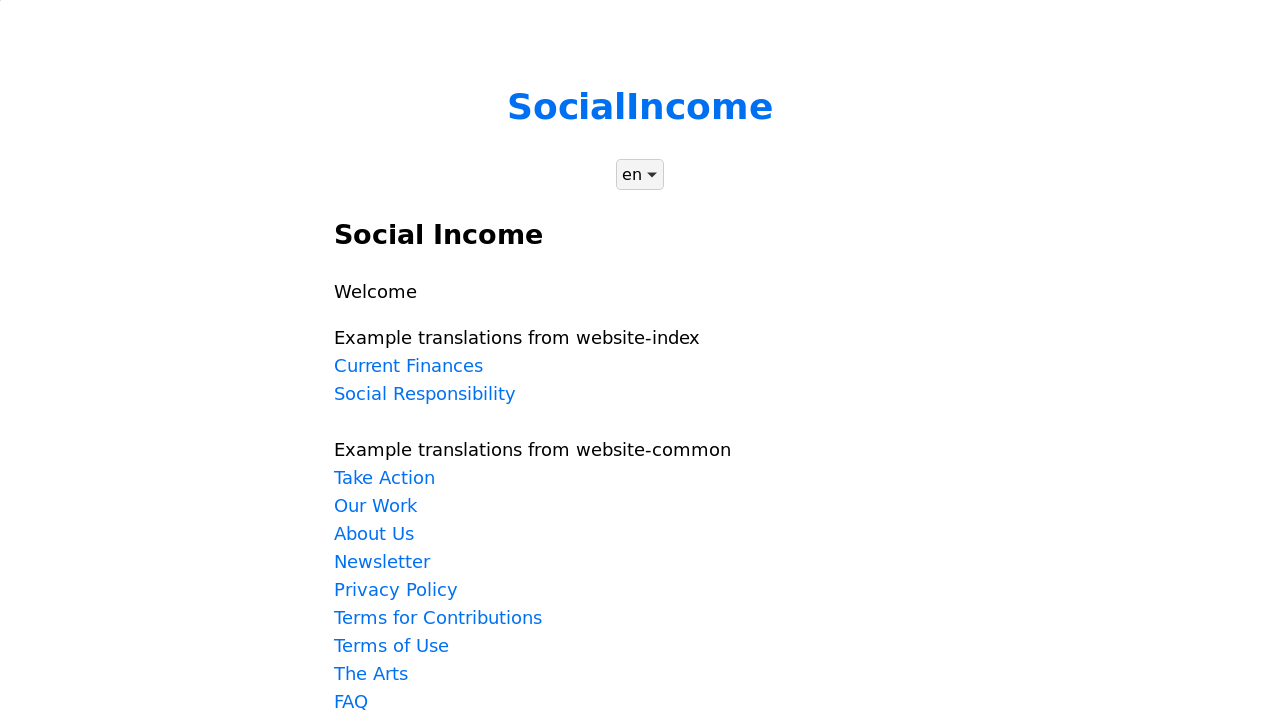 SocialIncome
en
Social Income
Welcome
Example translations from website-index
Current Finances
Social Responsibility
Example translations from website-common
Take Action
Our Work
About Us
Newsletter
Privacy Policy
Terms for Contributions
Terms of Use
The Arts
FAQ